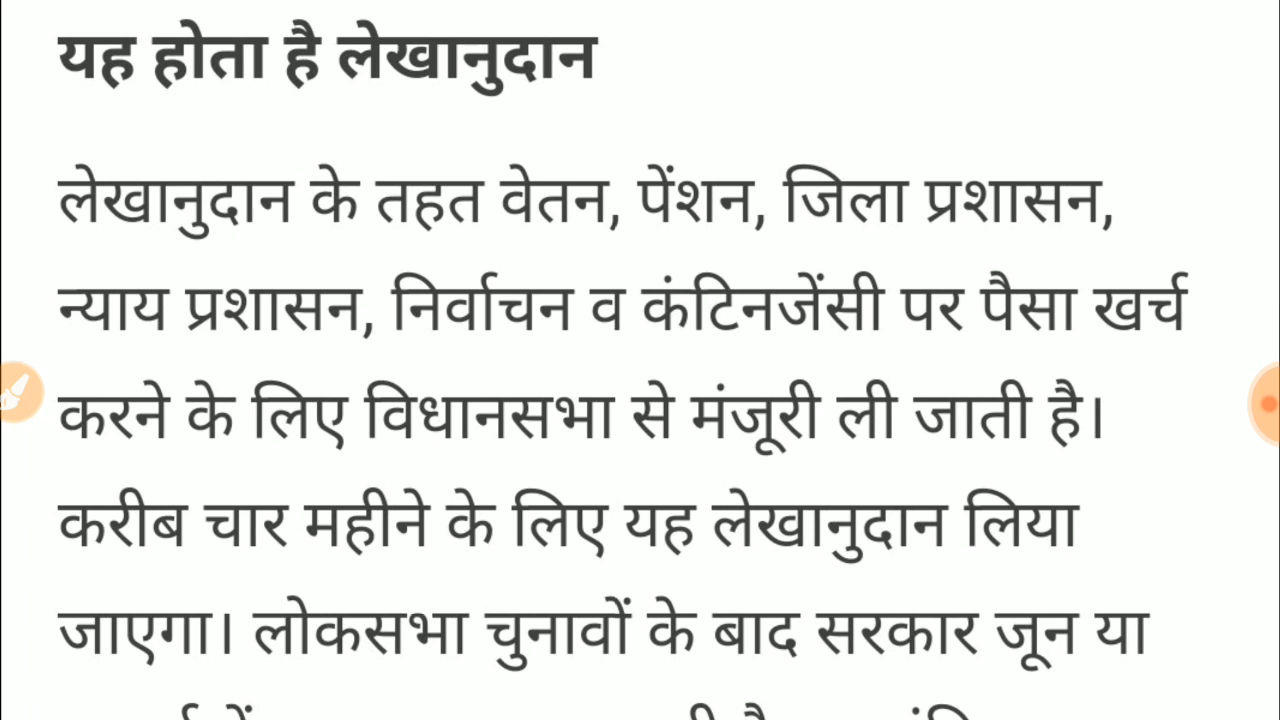 यह होता है लेखानुदान
लेखानुदान के तहत वेतन, पेंशन, जिला प्रशासन,
न्याय प्रशासन, निर्वाचन व कंटिनजेंसी पर पैसा खर्च
करने के लिए विधानसभा से मंजूरी ली जाती है।
करीब चार महीने के लिए यह लेखानुदान लिया
जाएगा। लोकसभा चुनावों के बाद सरकार जून या